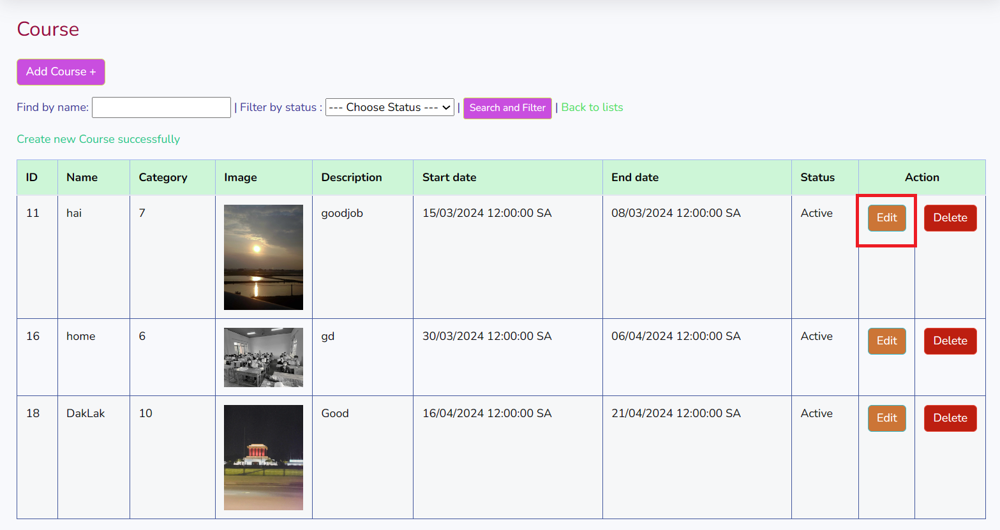 Course
Add Course +
Find by name: | Filter by status : --- Choose Status --- | Search and Filter | Back to lists
Create new Course successfully
ID Name Category Image Description Start date End date Status Action
11 hai 7 goodjob 15/03/2024 12:00:00 SA 08/03/2024 12:00:00 SA Active Edit Delete
16 home 6 gd 30/03/2024 12:00:00 SA 06/04/2024 12:00:00 SA Active Edit Delete
18 DakLak 10 Good 16/04/2024 12:00:00 SA 21/04/2024 12:00:00 SA Active Edit Delete